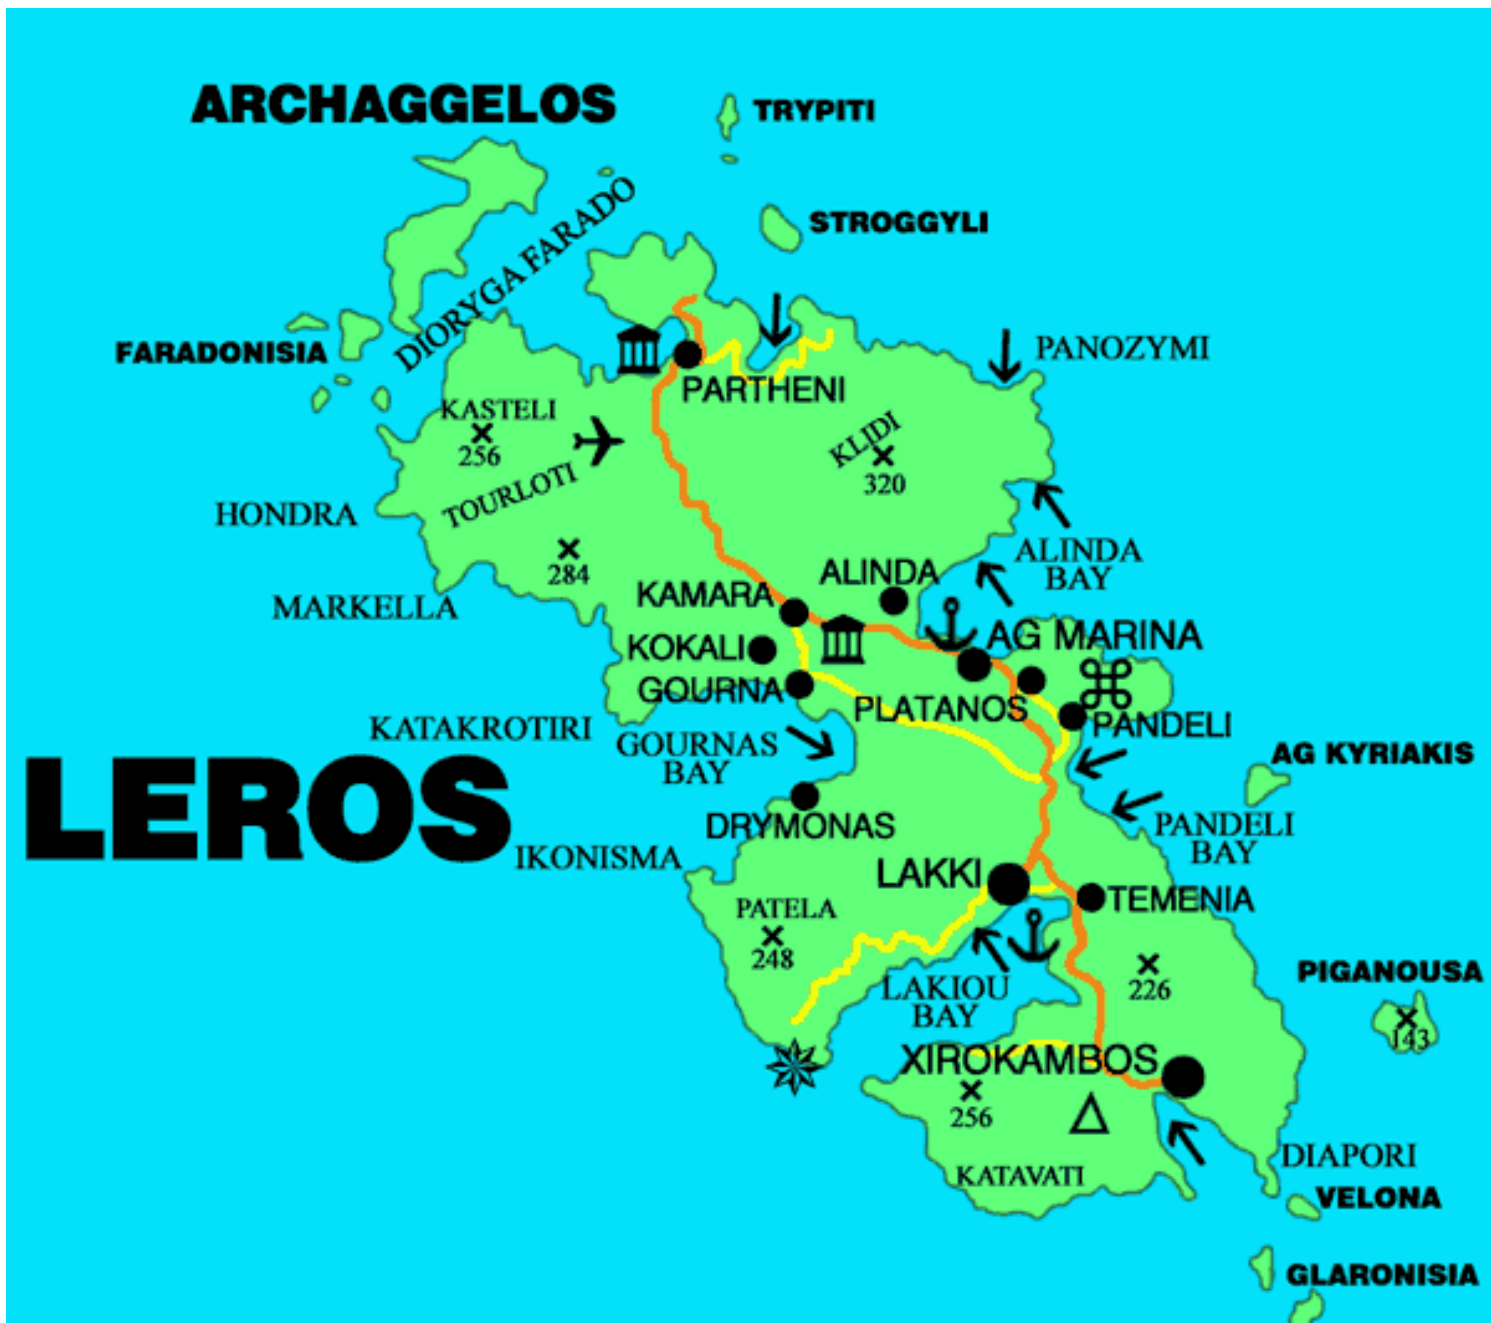 ARCHAGGELOS
TRYPITI
DIORYGA FARADO
STROGGYLI
FARADONISIA
PANOZYMI
PARTHENI
KASTELI
256
KLIDI
320
TOURLOTI
HONDRA
284
ALINDA
BAY
ALINDA
KAMARA
MARKELLA
AG MARINA
KOKALI
GOURNA
PLATANOS
PANDELI
KATAKROTIRI
GOURNAS
BAY
AG KYRIAKIS
LEROS
DRYMONAS
PANDELI
BAY
IKONISMA
LAKKI
TEMENIA
PATELA
248
226
LAKIOU
BAY
PIGANOUSA
143
XIROKAMBOS
256
KATAVATI
DIAPORI
VELONA
GLARONISIA